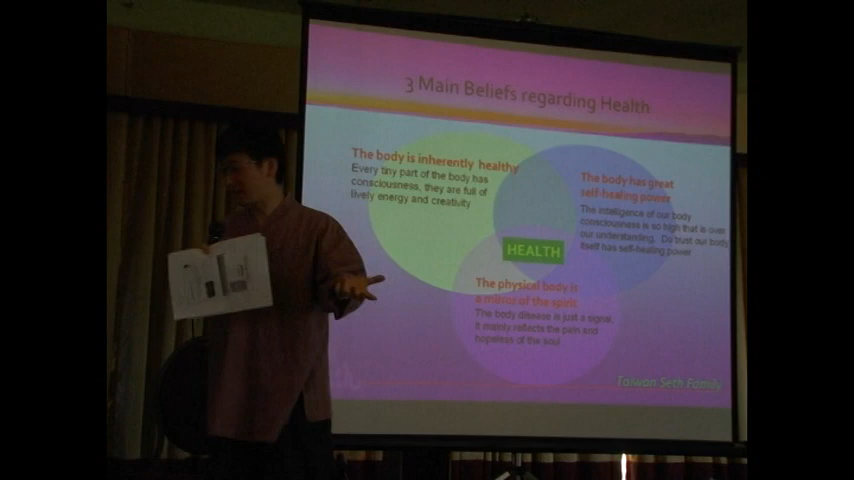 3 Main Beliefs regarding Health
The body is inherently healthy
Every tiny part of the body has
consciousness, they are full of
lively energy and creativity
The body has great
self-healing power
The intelligence of our body
consciousness is so high that is over
our understanding. Do trust our body
itself has self-healing power
HEALTH
The physical body is
a mirror of the spirit
The body disease is just a signal,
it mainly reflects the pain and
hopeless of the soul
Taiwan Seth Family